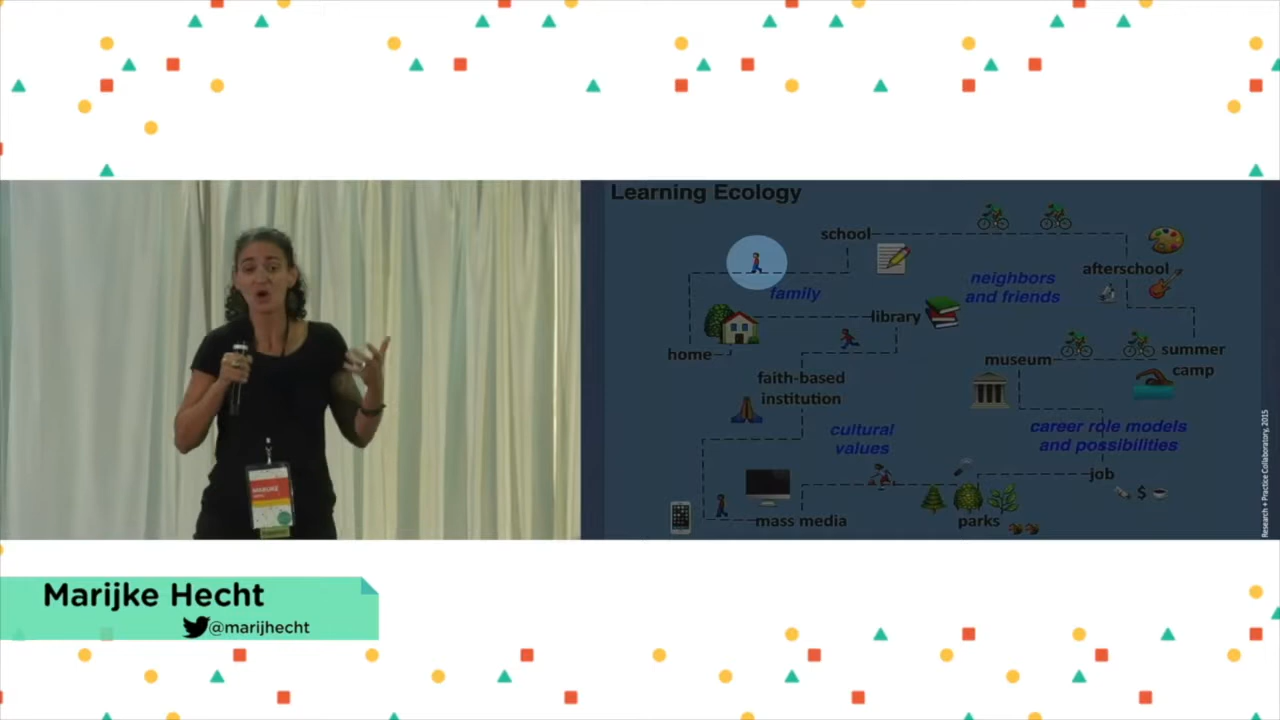 Learning Ecology
school
family
neighbors
and friends
afterschool
library
home
museum
summer
camp
faith-based
institution
cultural
values
career role models
and possibilities
job
$
mass media
parks
Research + Practice Collaboratory, 2015
MARIJKE
Marijke Hecht
@marijhecht